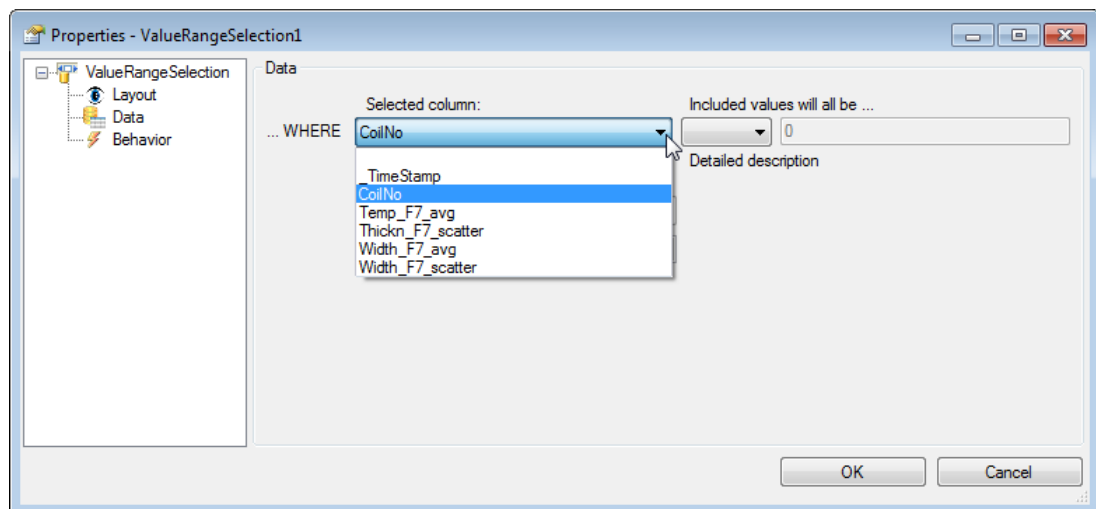 Properties - ValueRangeSelection1
ValueRangeSelection
Layout
Data
Behavior
Data
Selected column:
Included values will all be ...
... WHERE
CoilNo
0
Detailed description
_TimeStamp
CoilNo
Temp_F7_avg
Thickn_F7_scatter
Width_F7_avg
Width_F7_scatter
OK
Cancel